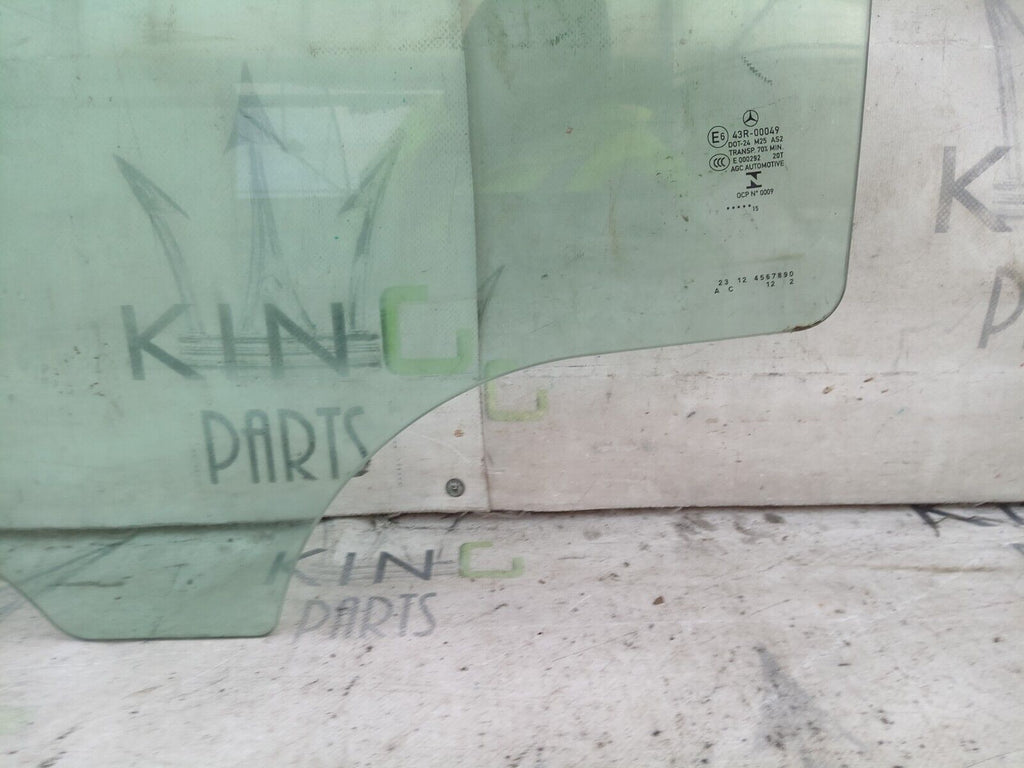 E6 43R-00049
DOT-24 M25 AS2
TRANSP. 70% MIN.
CCC E 000292 20T
AGC AUTOMOTIVE
OCP N° 0009
•••••15
23 12 4567890
A C 12 2
KING
PARTS
G
KING
PARTS
K
P